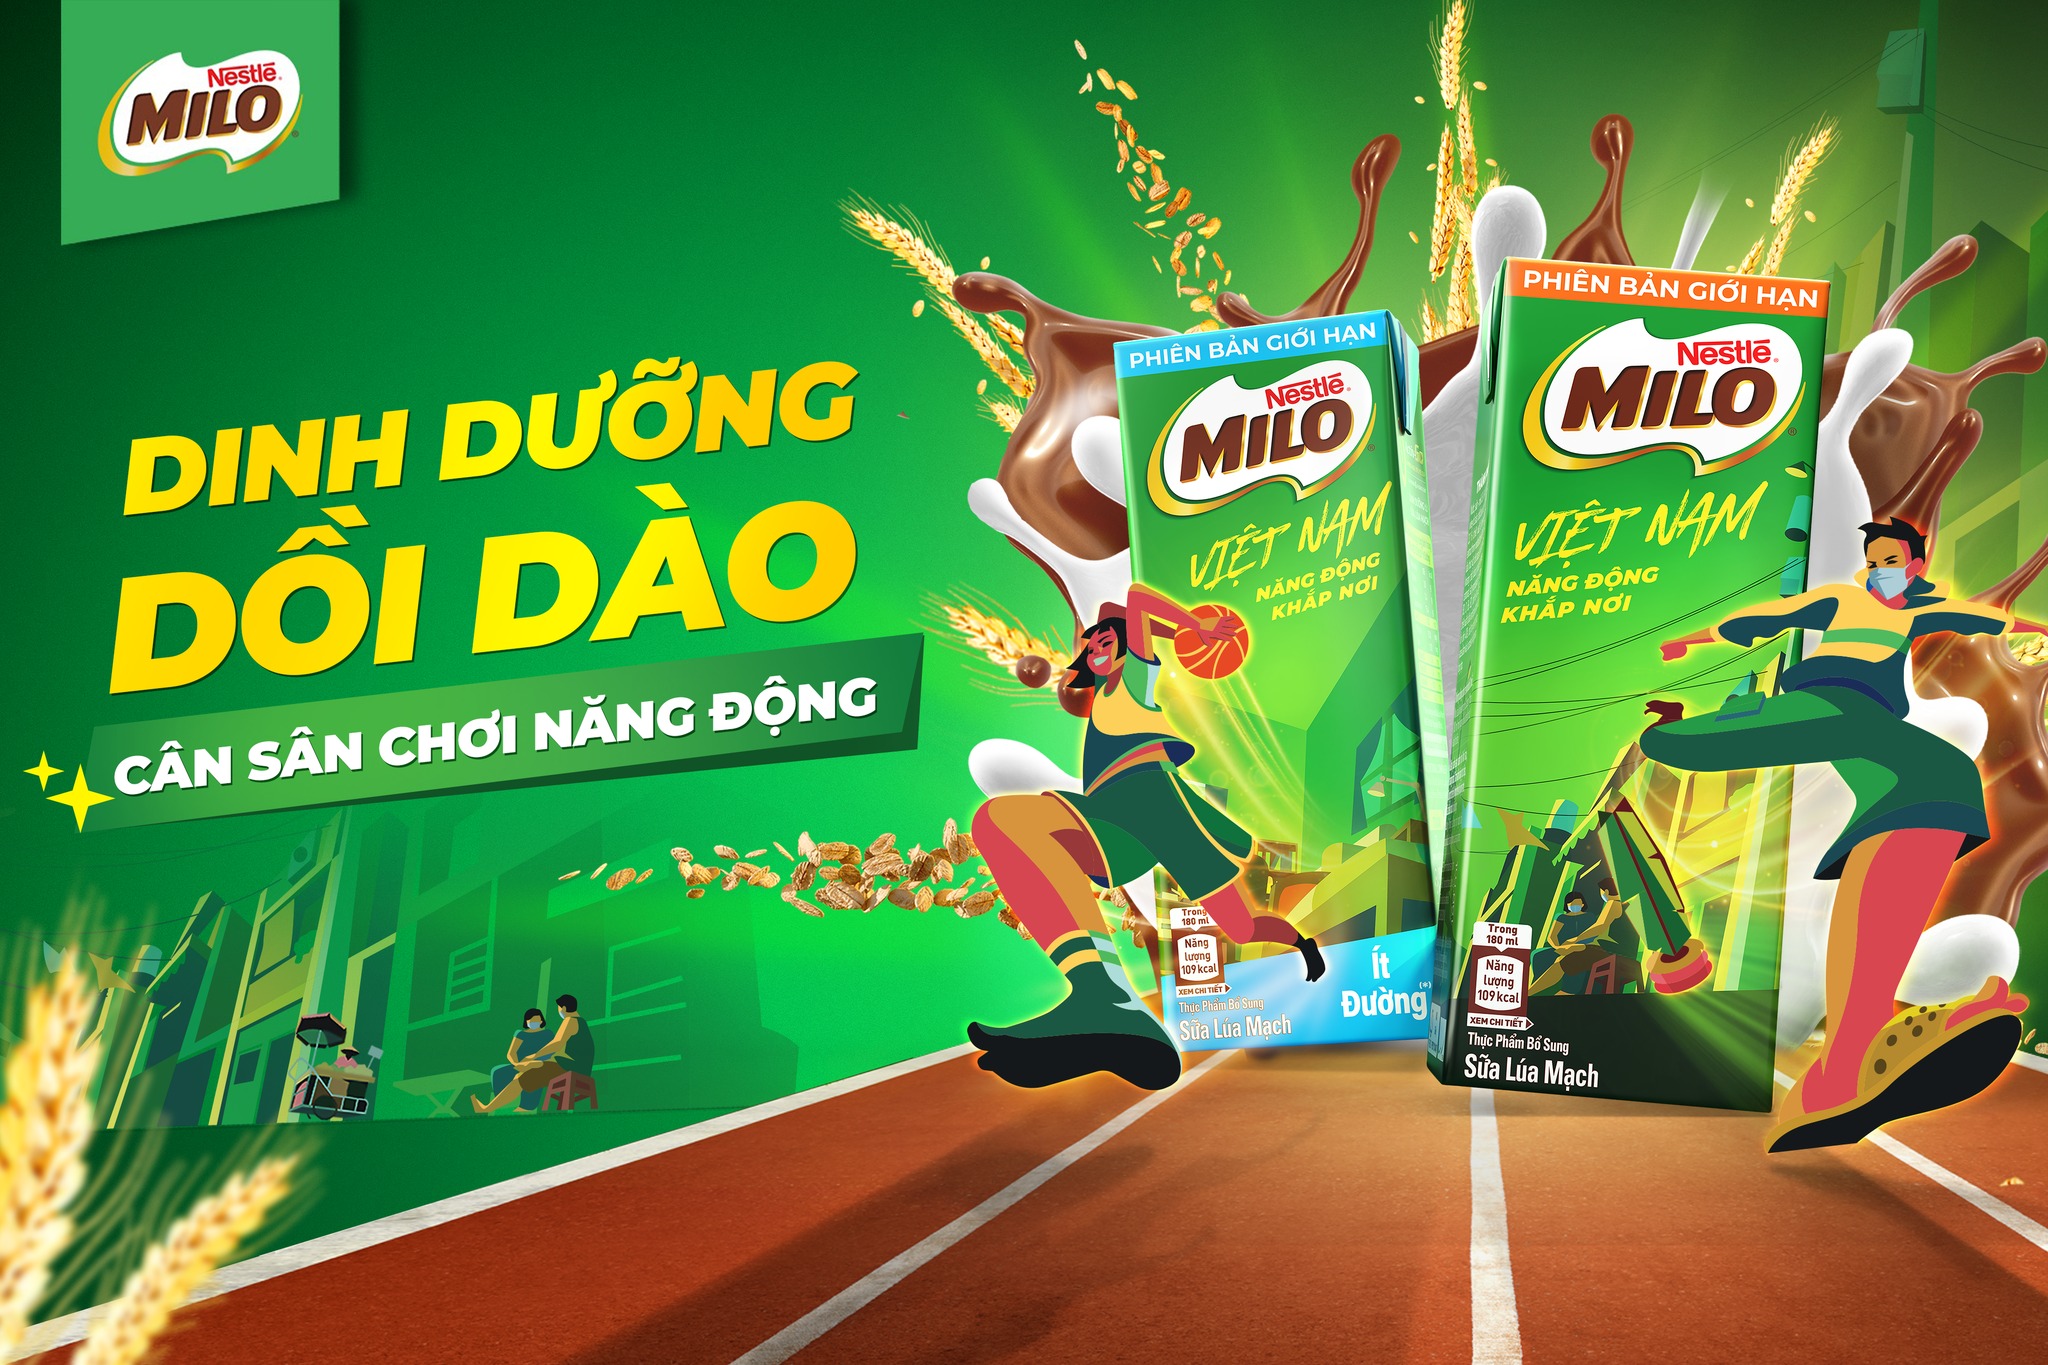 Nestlé
MILO
DINH DƯỠNG
DỒI DÀO
CÂN SÂN CHƠI NĂNG ĐỘNG
PHIÊN BẢN GIỚI HẠN
Nestlé
MILO
VIỆT NAM
NĂNG ĐỘNG
KHẮP NƠI
Trong
180 ml
Năng
lượng
109 kcal
XEM CHI TIẾT
Thực Phẩm Bổ Sung
Sữa Lúa Mạch
Ít
Đường(*)
PHIÊN BẢN GIỚI HẠN
Nestlé
MILO
VIỆT NAM
NĂNG ĐỘNG
KHẮP NƠI
Trong
180 ml
Năng
lượng
109 kcal
XEM CHI TIẾT
Thực Phẩm Bổ Sung
Sữa Lúa Mạch